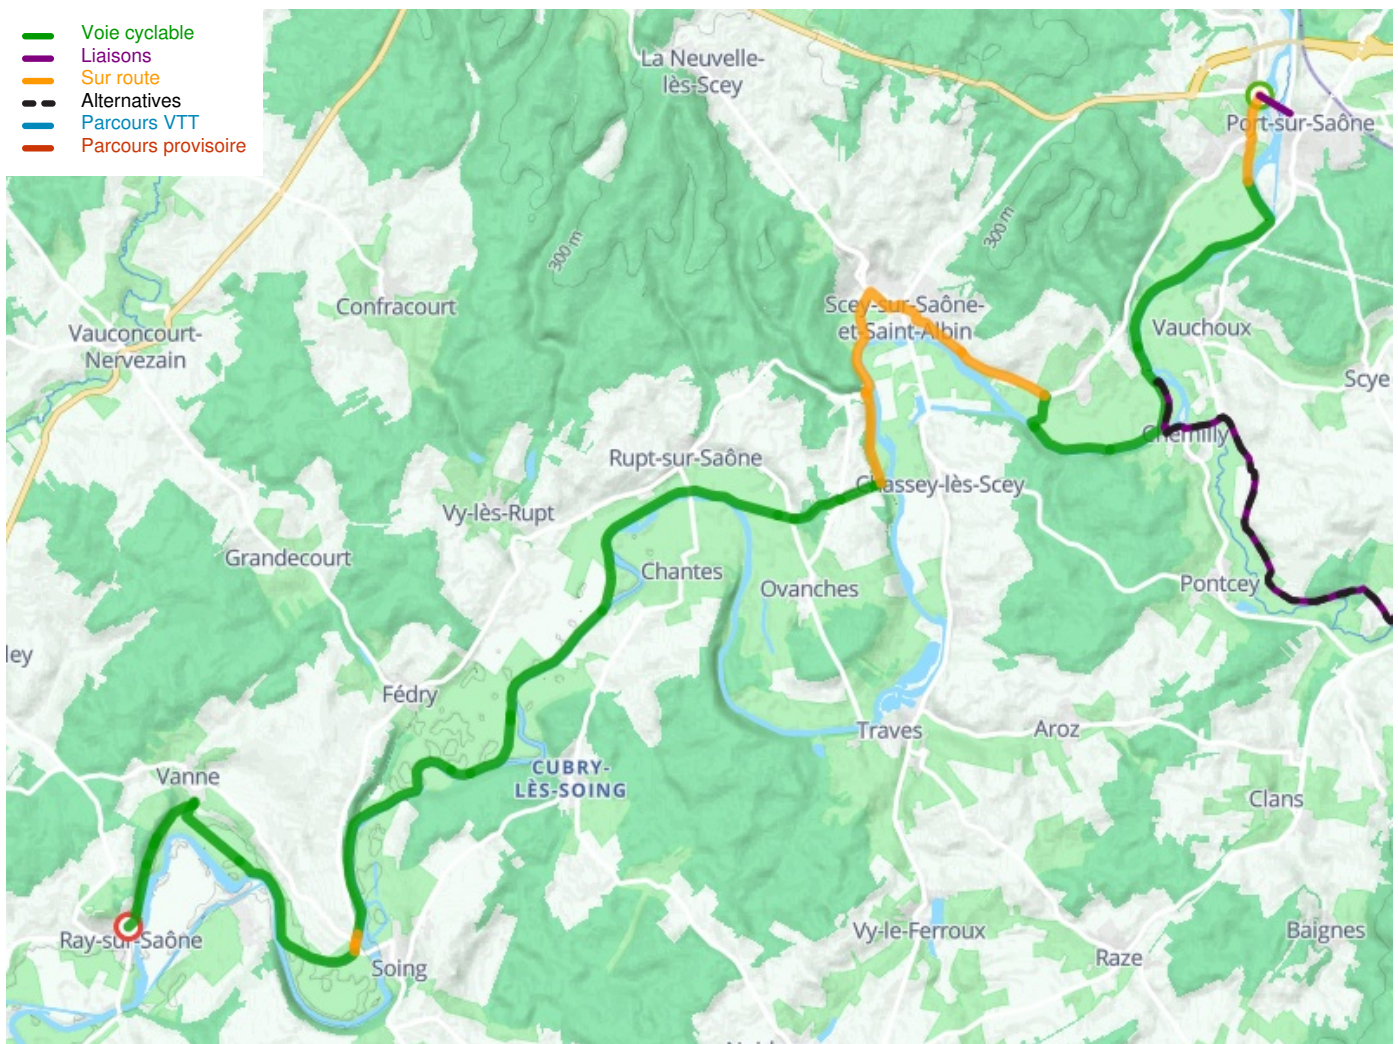 Voie cyclable
Liaisons
Sur route
Alternatives
Parcours VTT
Parcours provisoire
La Neuvelle-
lès-Scey
Port-sur-Saône
300 m
300 m
Confracourt
Scey-sur-Saône-
et-Saint-Albin
Vauconcourt-
Nervezain
Vauchoux
Scye
Chemilly
Rupt-sur-Saône
Chassey-lès-Scey
Vy-lès-Rupt
Grandecourt
Chantes
Ovanches
Pontcey
ley
Fédry
Traves
Aroz
Vanne
CUBRY-
LÈS-SOING
Clans
Ray-sur-Saône
Vy-le-Ferroux
Baignes
Soing
Raze